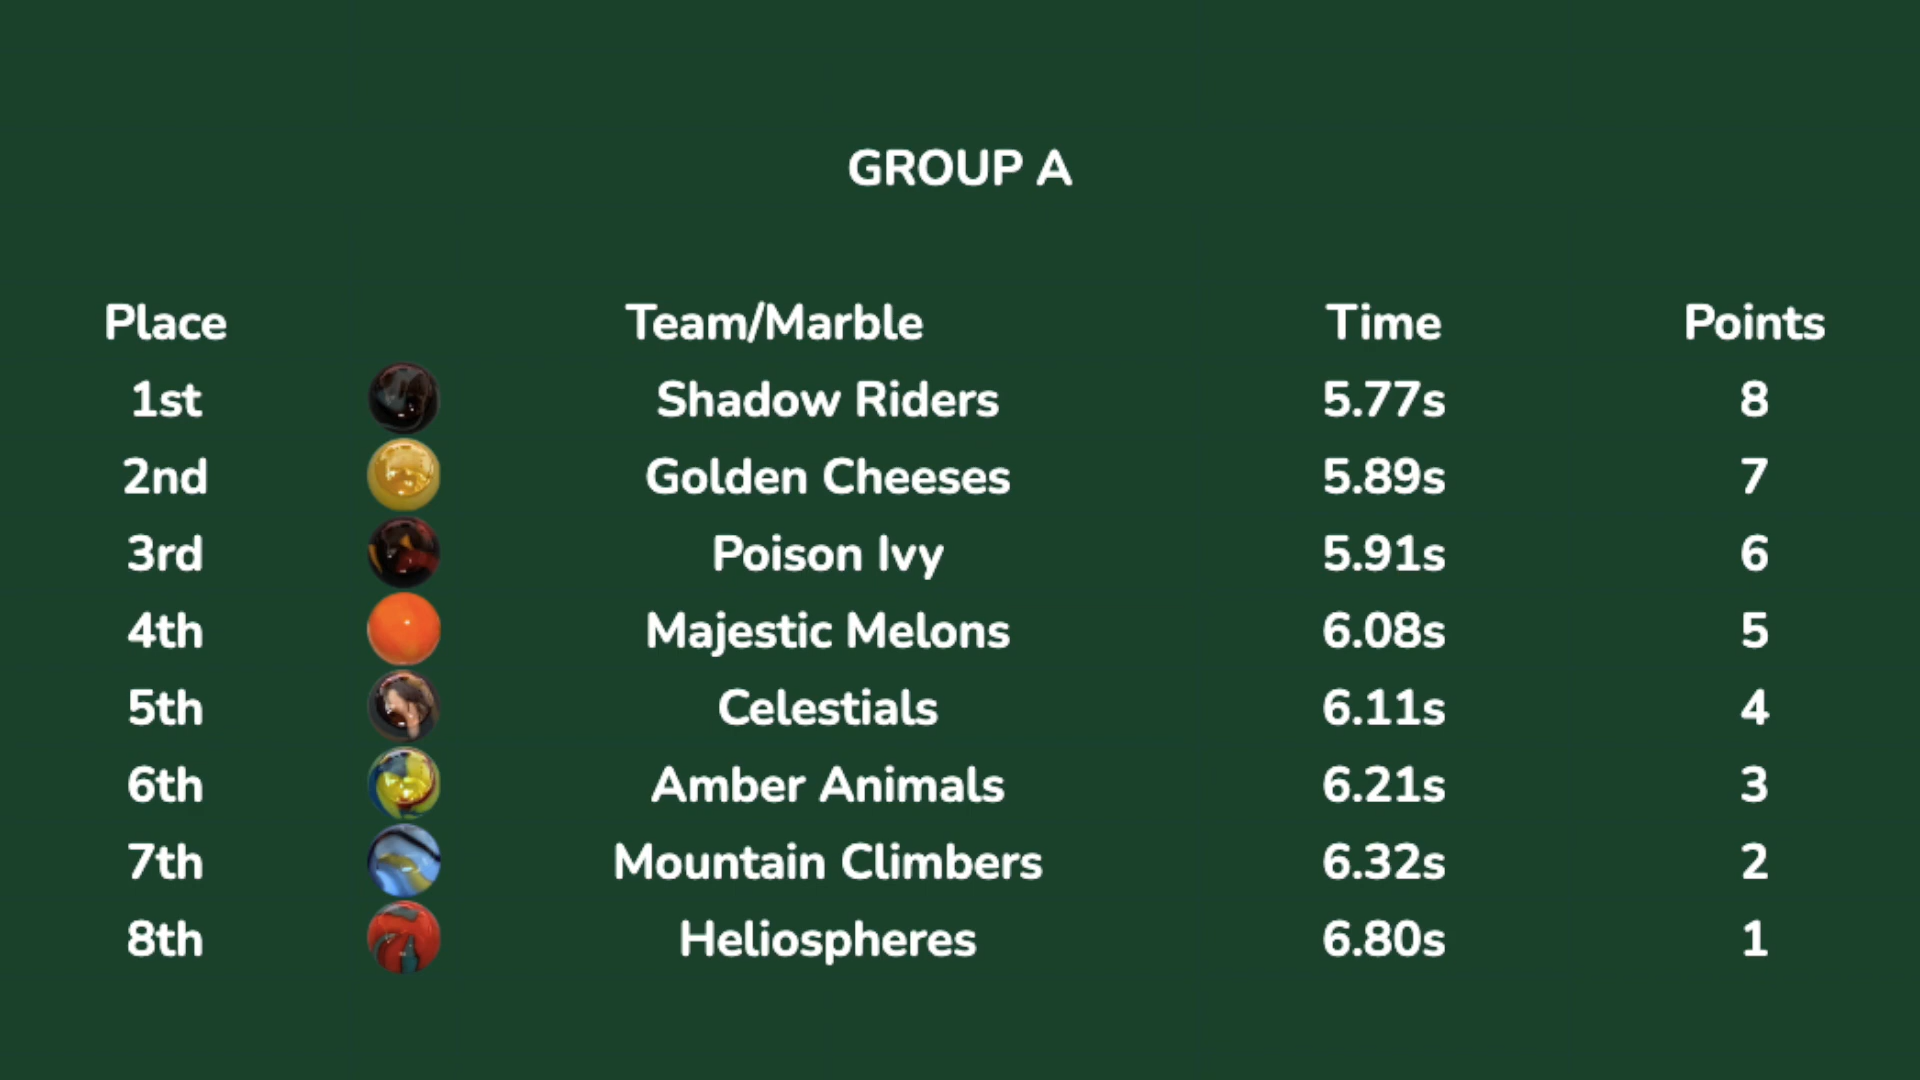 GROUP A
Place Team/Marble Time Points
1st Shadow Riders 5.77s 8
2nd Golden Cheeses 5.89s 7
3rd Poison Ivy 5.91s 6
4th Majestic Melons 6.08s 5
5th Celestials 6.11s 4
6th Amber Animals 6.21s 3
7th Mountain Climbers 6.32s 2
8th Heliospheres 6.80s 1